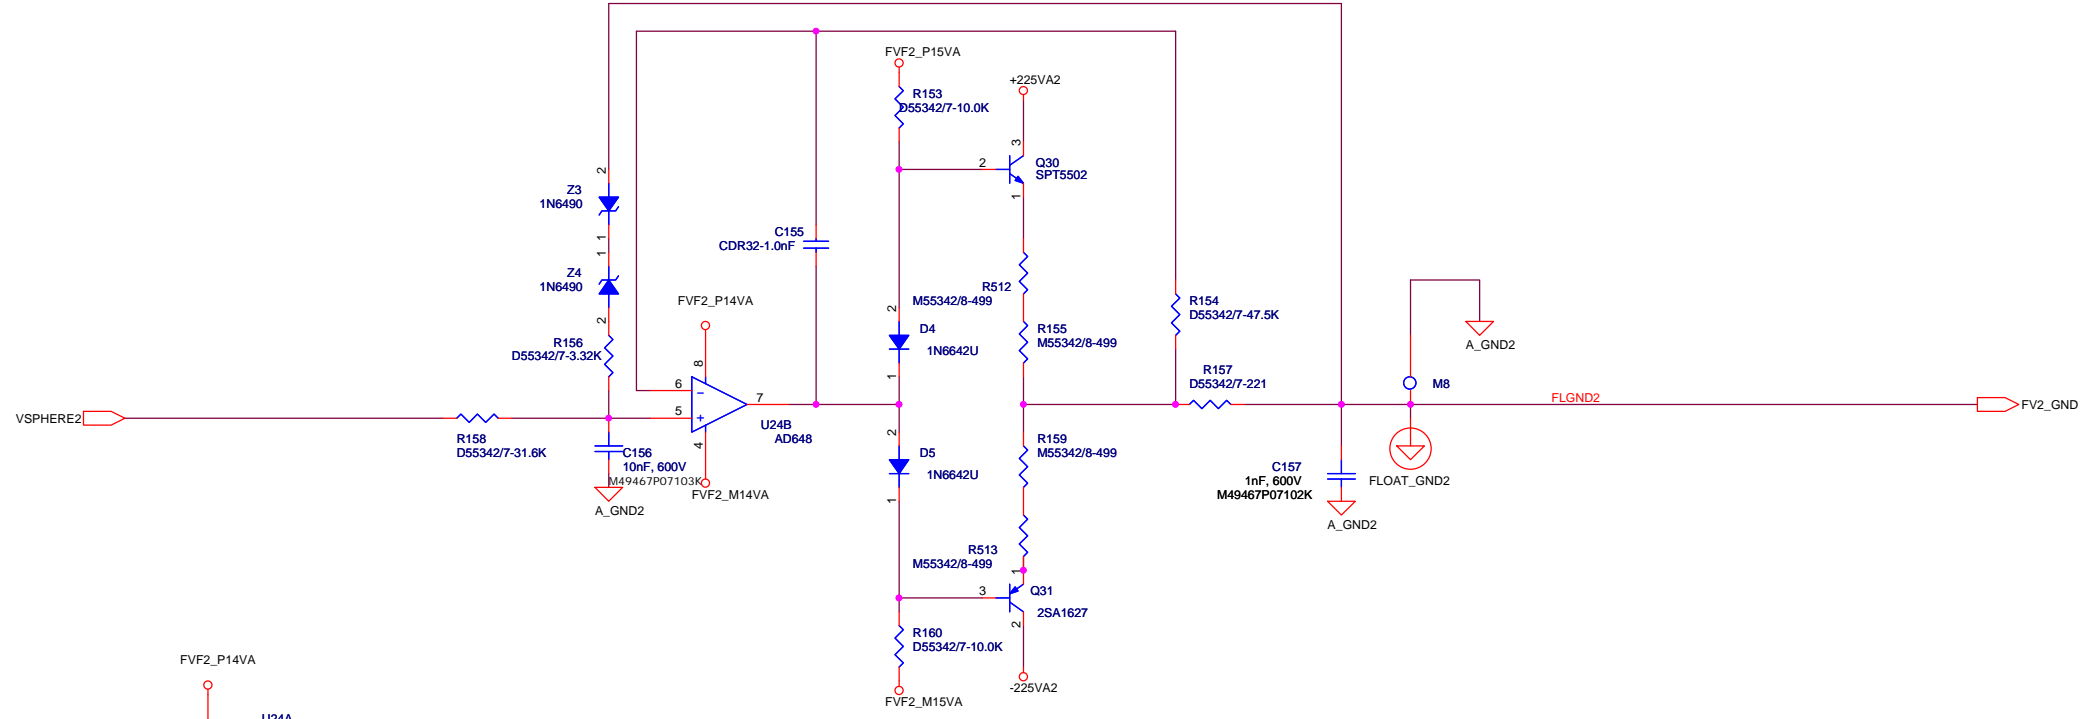 FVF2_P15VA
+225VA2
R153
D55342/7-10.0K
3
2
Q30
SPT5502
1
2
Z3
1N6490
1
1
Z4
1N6490
2
C155
CDR32-1.0nF
R156
D55342/7-3.32K
FVF2_P14VA
8
6
5
7
4
U24B
AD648
FVF2_M14VA
VSPHERE2
R158
D55342/7-31.6K
C156
10nF, 600V
M49467P07103K
A_GND2
R512
M55342/8-499
2
D4
1N6642U
1
R155
M55342/8-499
R154
D55342/7-47.5K
R157
D55342/7-221
A_GND2
M8
FLGND2
FV2_GND
2
D5
1N6642U
1
R159
M55342/8-499
C157
1nF, 600V
M49467P07102K
A_GND2
FLOAT_GND2
R513
M55342/8-499
1
3
Q31
2SA1627
2
R160
D55342/7-10.0K
-225VA2
FVF2_M15VA
FVF2_P14VA
U24A